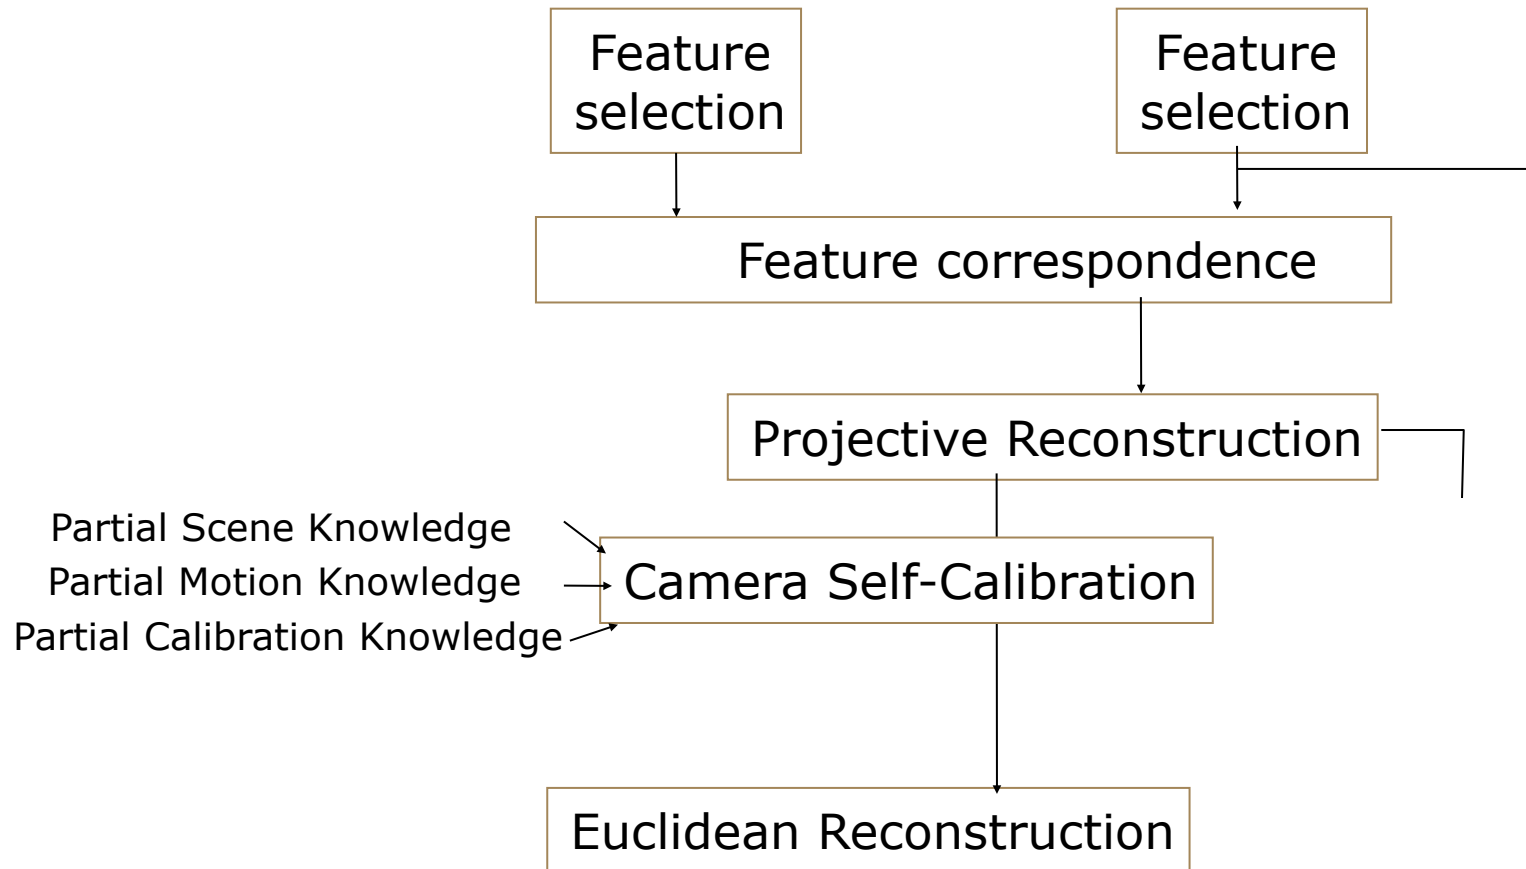 Feature
selection
Feature
selection
Feature correspondence
Projective Reconstruction
Partial Scene Knowledge
Partial Motion Knowledge
Partial Calibration Knowledge
Camera Self-Calibration
Euclidean Reconstruction